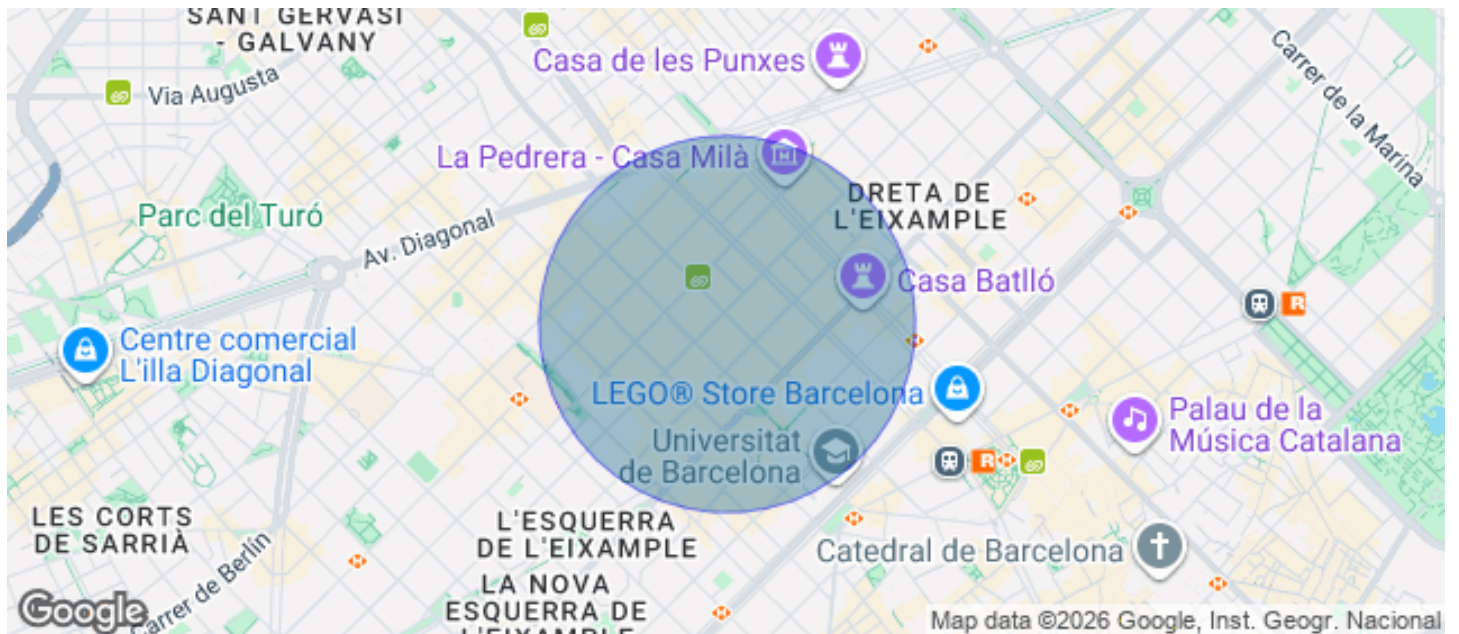 SANT GERVASI
- GALVANY
Casa de les Punxes
Carrer de la Marina
Via Augusta
La Pedrera - Casa Milà
DRETA DE
L'EIXAMPLE
Parc del Turó
Av. Diagonal
Casa Batlló
R
Centre comercial
L'illa Diagonal
LEGO® Store Barcelona
Palau de la
Música Catalana
Universitat
de Barcelona
R
LES CORTS
DE SARRIÀ
L'ESQUERRA
DE L'EIXAMPLE
Catedral de Barcelona
Carrer de Berlín
LA NOVA
ESQUERRA DE
L'EIXAMPLE
Google
Map data ©2026 Google, Inst. Geogr. Nacional